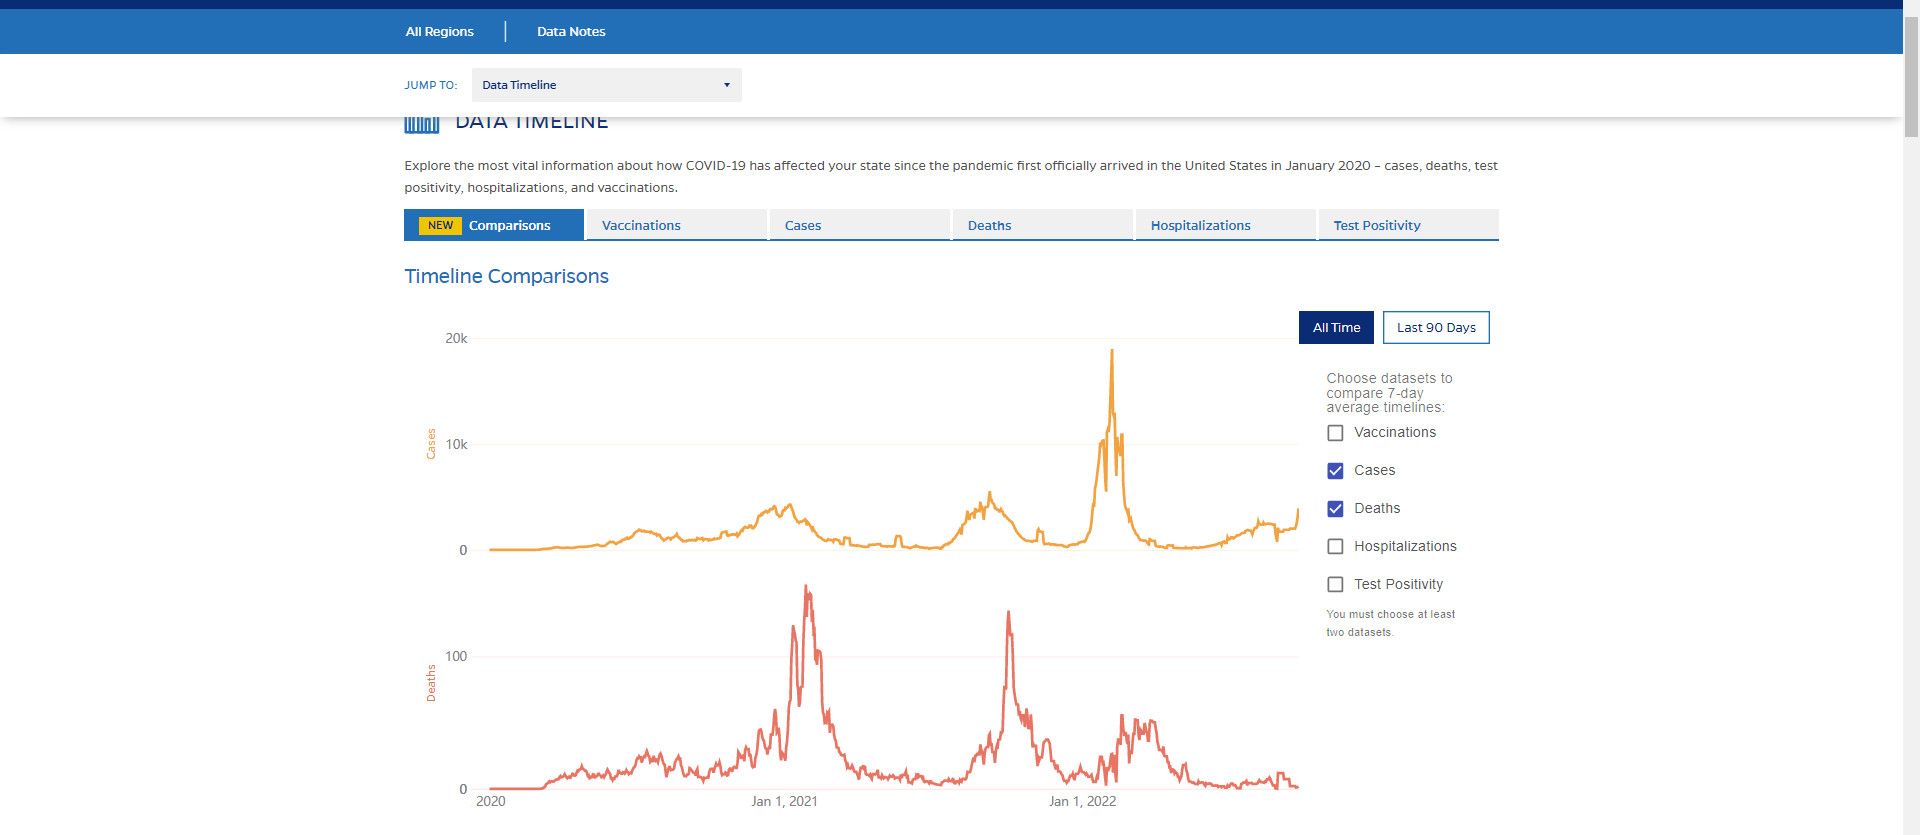 All Regions
Data Notes
JUMP TO:
Data Timeline
DATA TIMELINE
Explore the most vital information about how COVID-19 has affected your state since the pandemic first officially arrived in the United States in January 2020 – cases, deaths, test
positivity, hospitalizations, and vaccinations.
NEW Comparisons
Vaccinations
Cases
Deaths
Hospitalizations
Test Positivity
Timeline Comparisons
All Time
Last 90 Days
20k
10k
0
Cases
Choose datasets to
compare 7-day
average timelines:
Vaccinations
Cases
Deaths
Hospitalizations
Test Positivity
You must choose at least
two datasets.
100
0
Deaths
2020
Jan 1, 2021
Jan 1, 2022